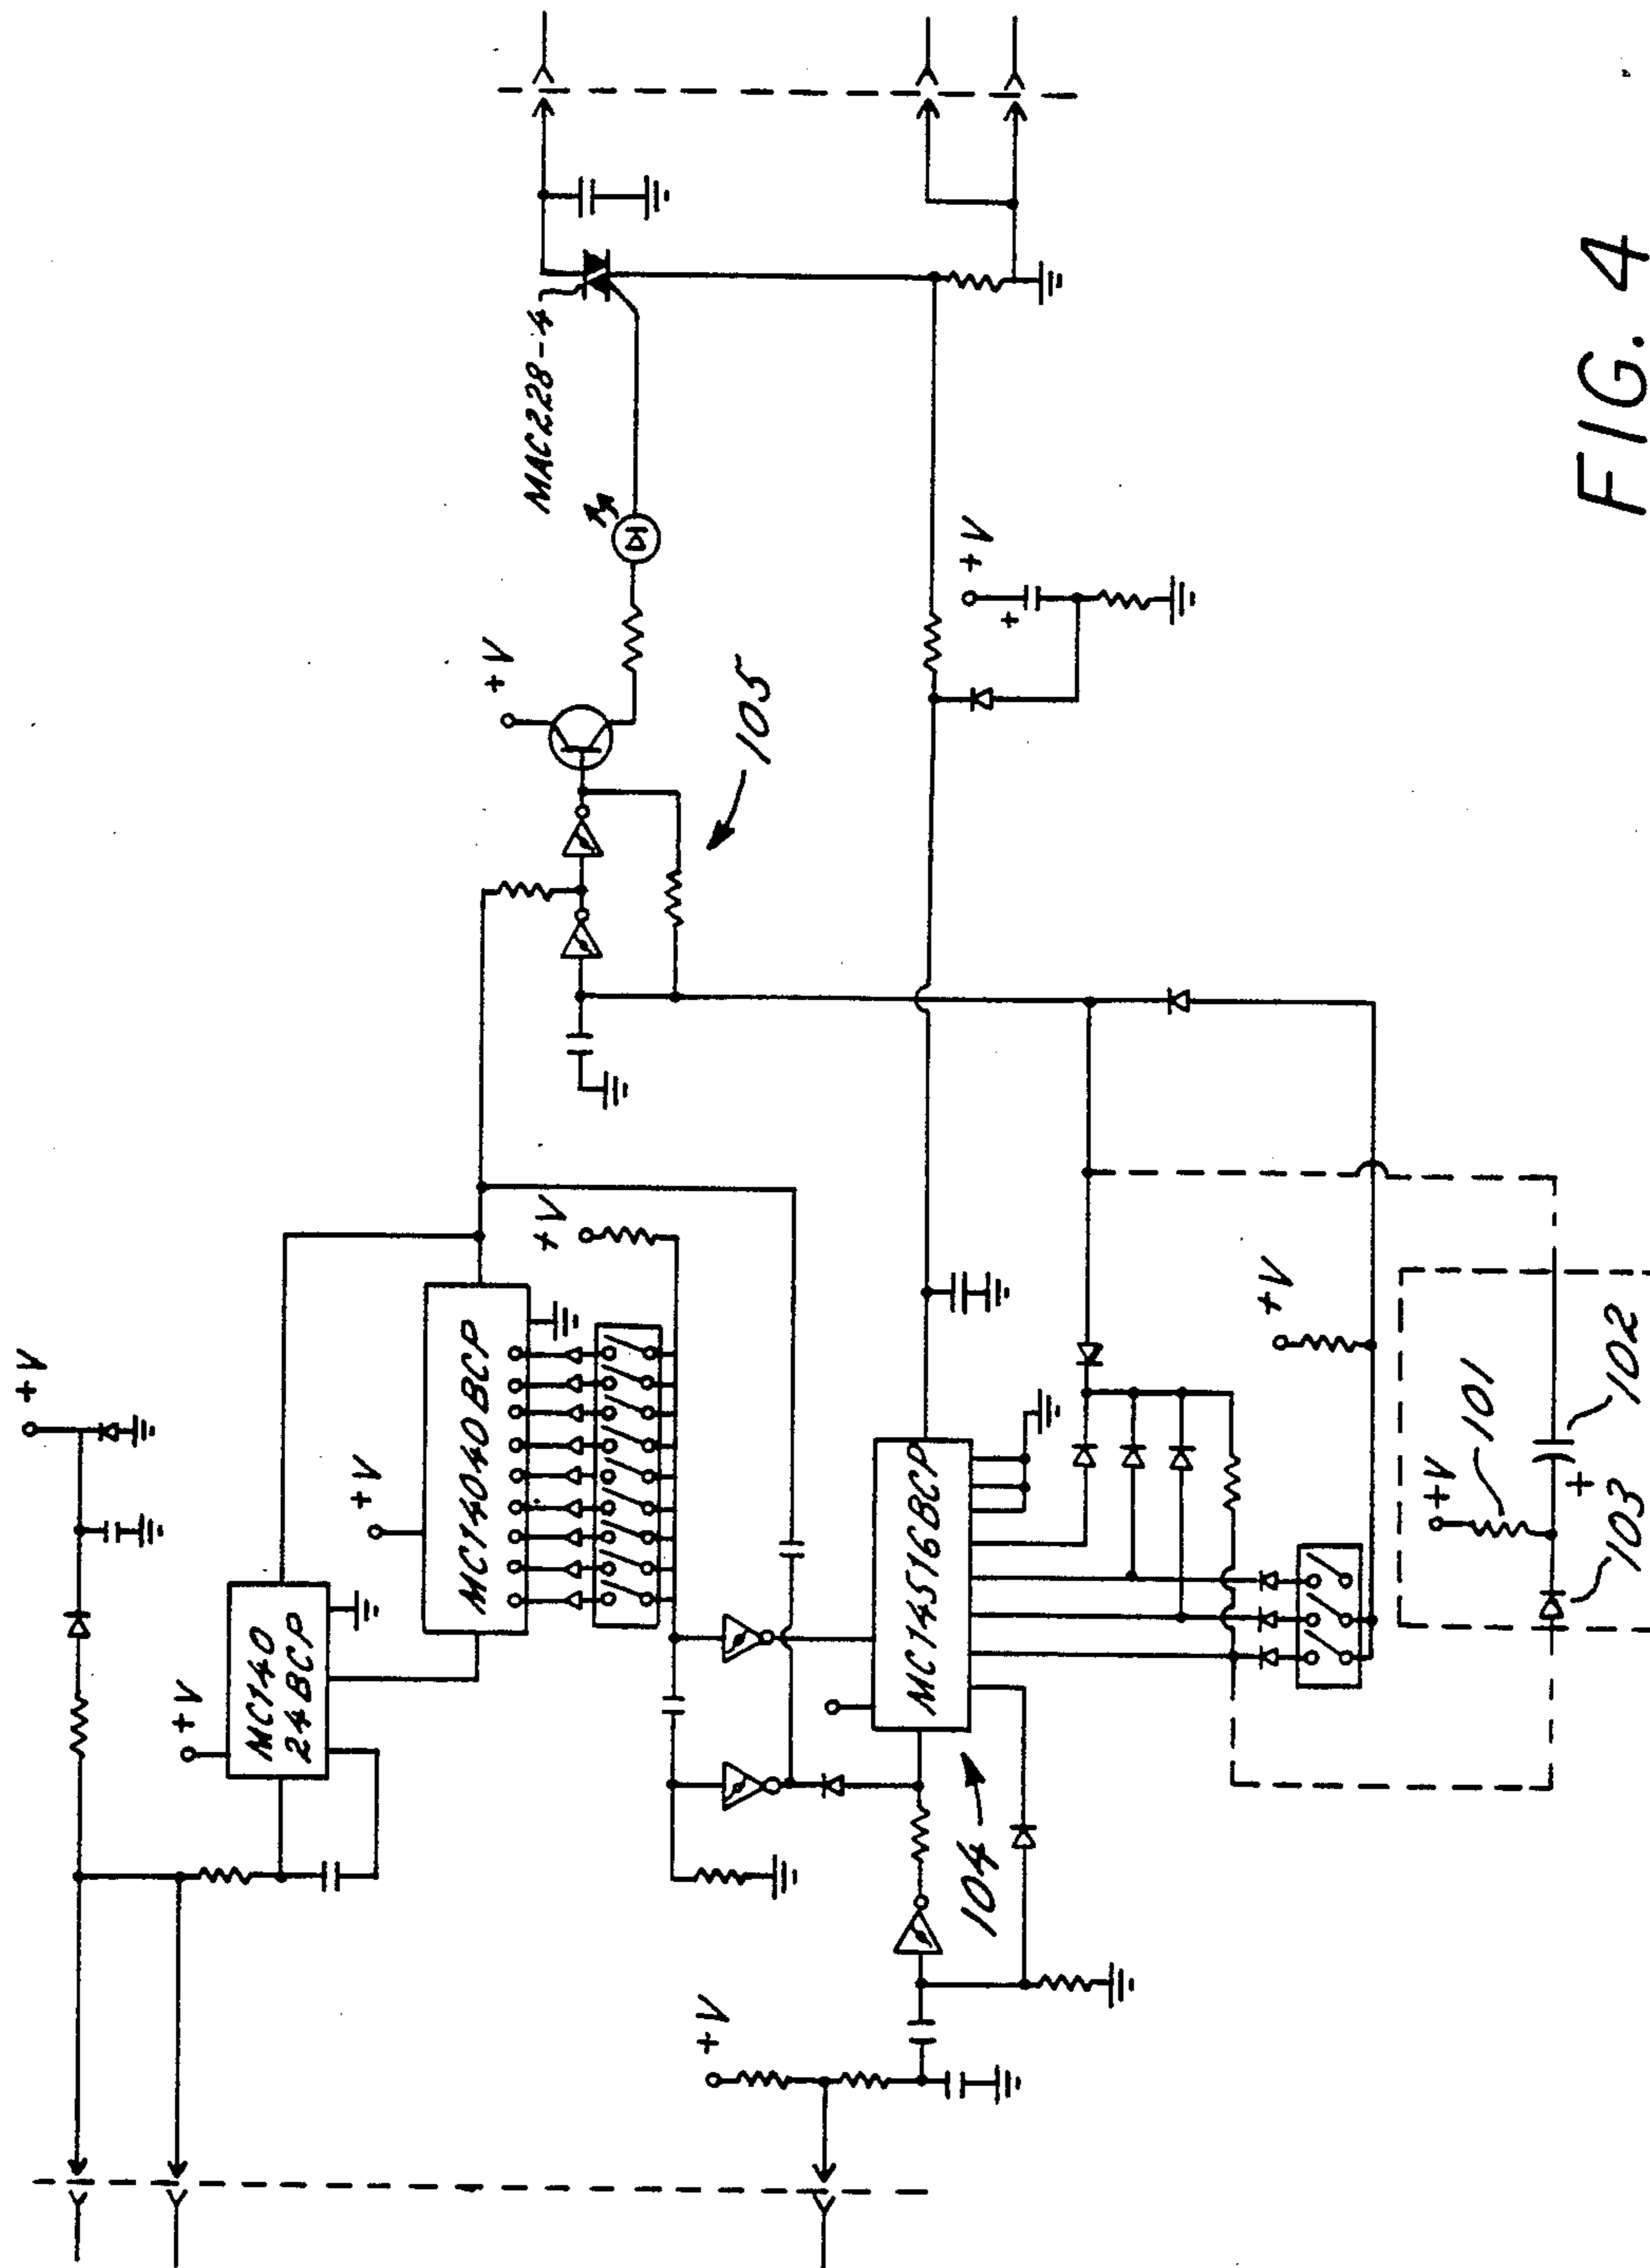 +V
+V
MC140
24BCP
+V
MC14040BCP
+V
+V
MAC228-4
105
+V
+V
MC14516BCP
104
+
+V
+V
101
102
+
103
FIG. 4